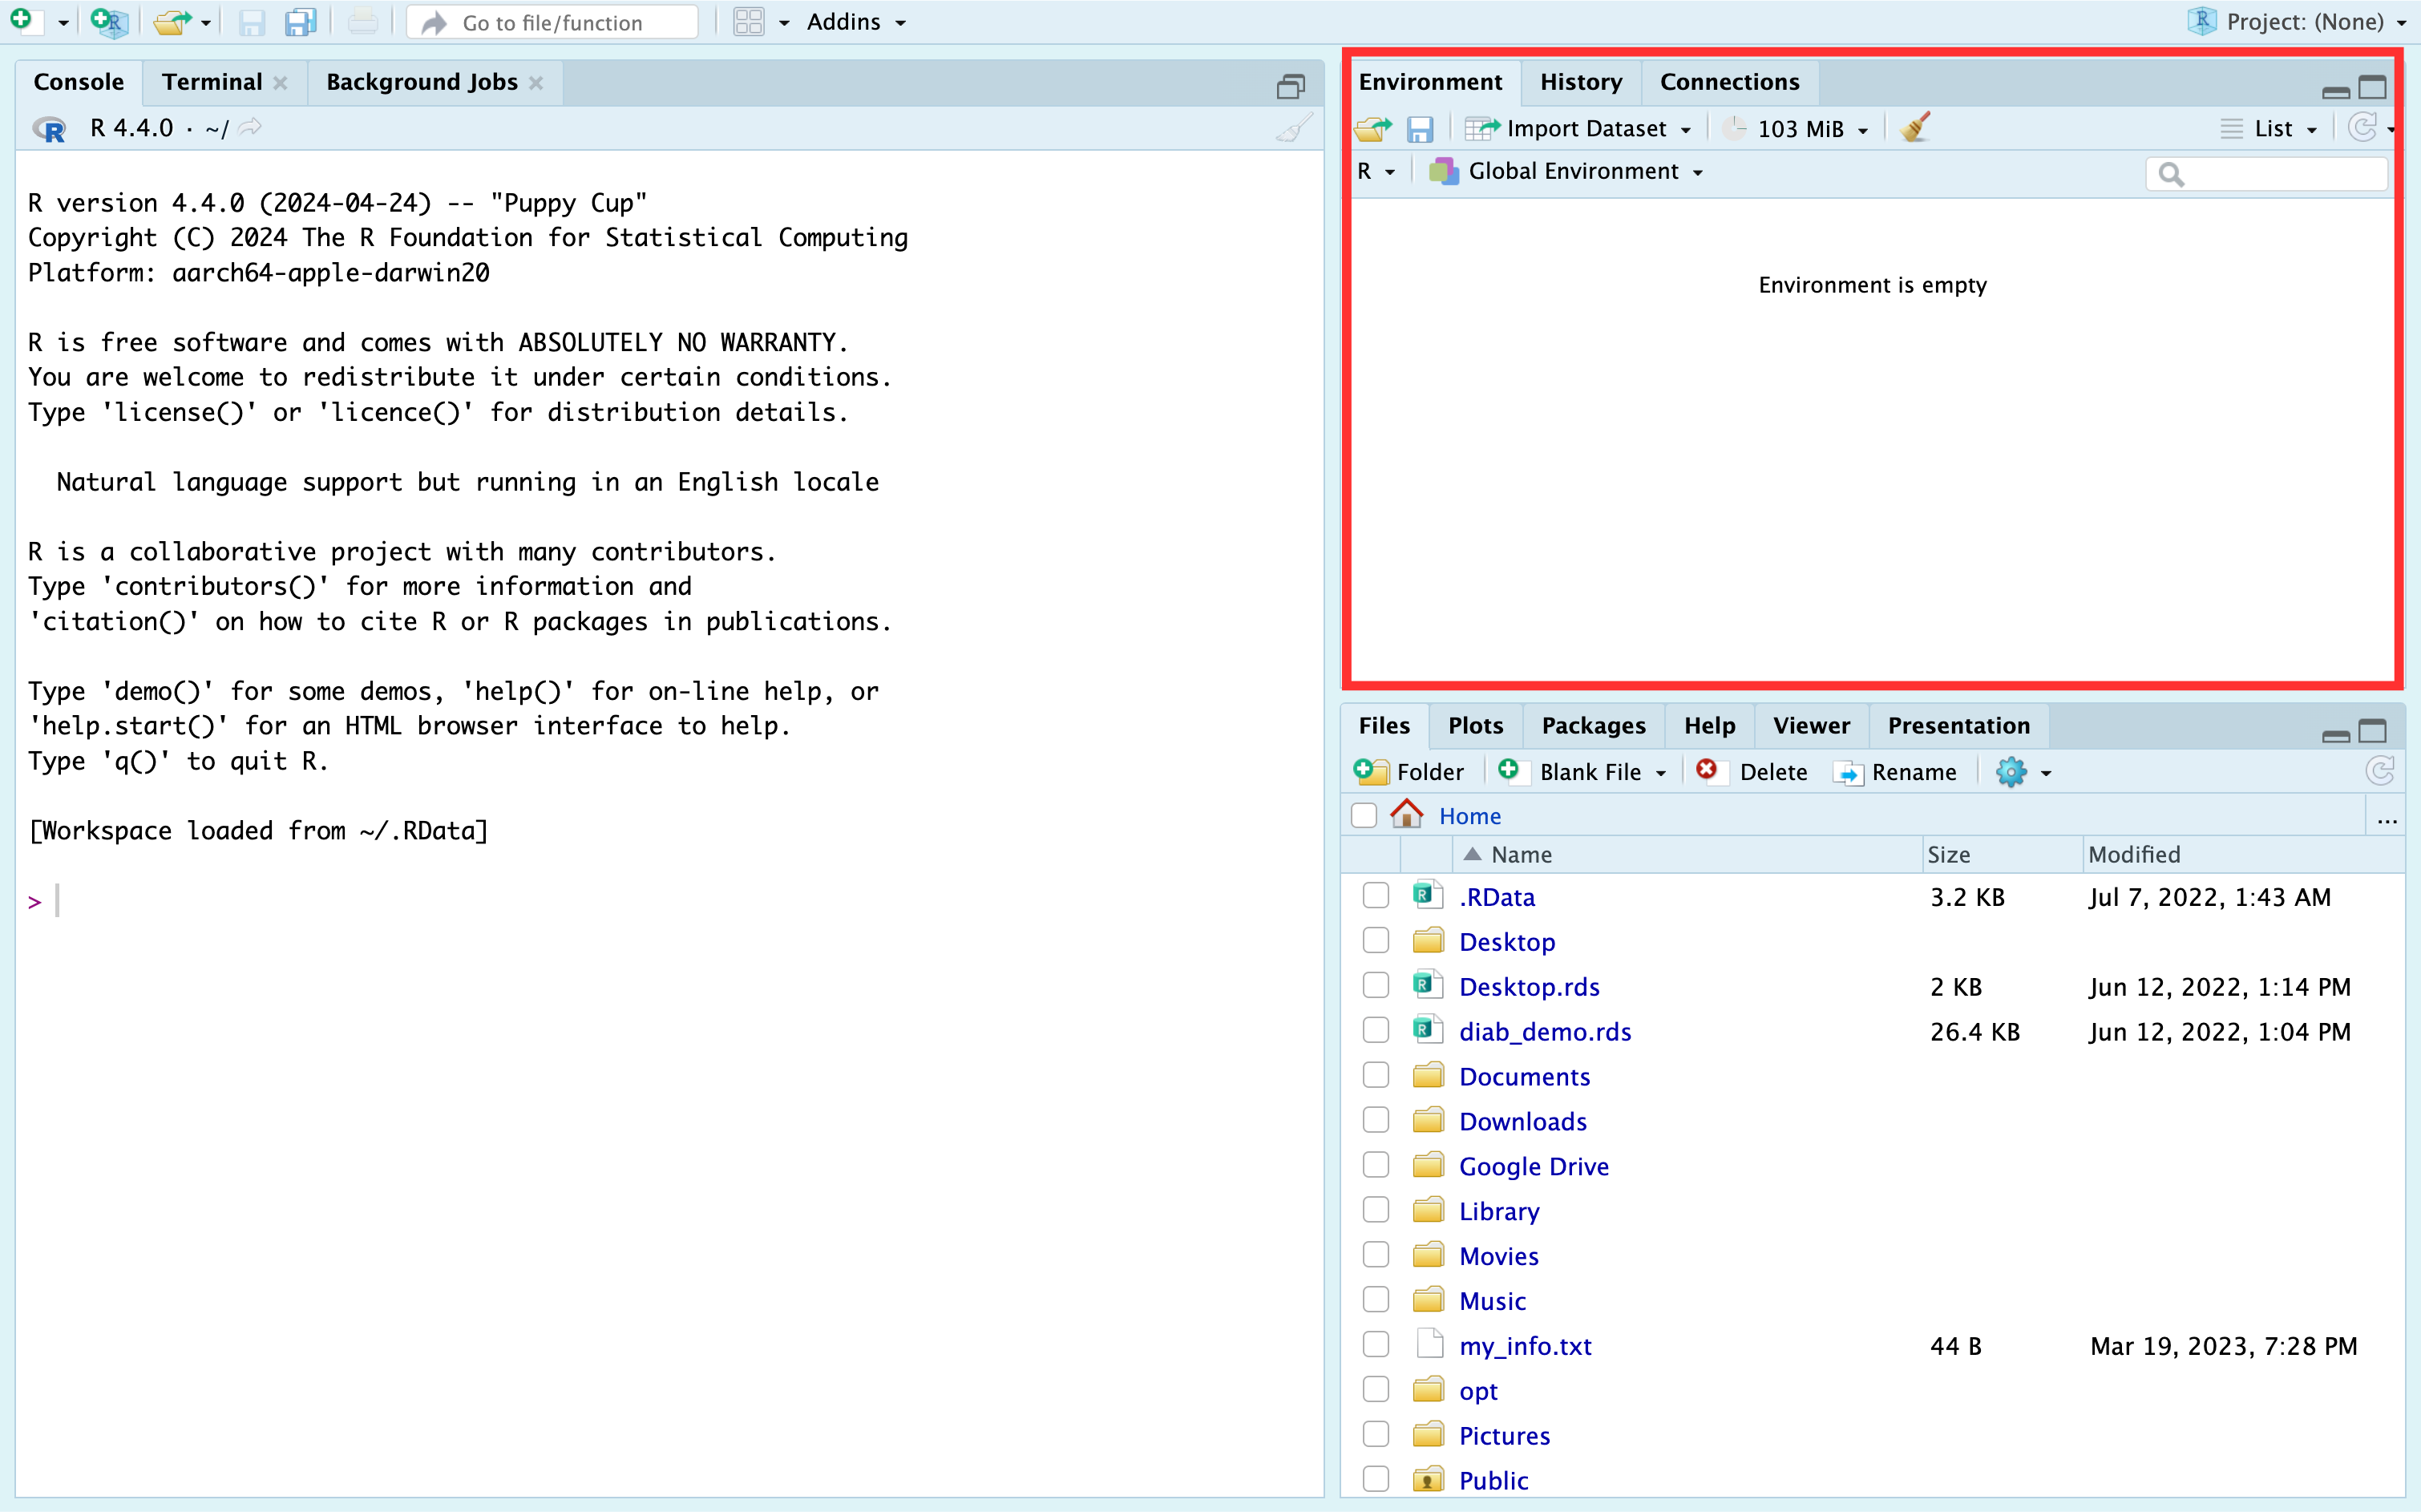 Go to file/function
Addins
Project: (None)
Console
Terminal
Background Jobs
R 4.4.0 · ~/
R version 4.4.0 (2024-04-24) -- "Puppy Cup"
Copyright (C) 2024 The R Foundation for Statistical Computing
Platform: aarch64-apple-darwin20
R is free software and comes with ABSOLUTELY NO WARRANTY.
You are welcome to redistribute it under certain conditions.
Type 'license()' or 'licence()' for distribution details.
Natural language support but running in an English locale
R is a collaborative project with many contributors.
Type 'contributors()' for more information and
'citation()' on how to cite R or R packages in publications.
Type 'demo()' for some demos, 'help()' for on-line help, or
'help.start()' for an HTML browser interface to help.
Type 'q()' to quit R.
[Workspace loaded from ~/.RData]
>
Environment
History
Connections
Import Dataset
103 MiB
List
R
Global Environment
Environment is empty
Files
Plots
Packages
Help
Viewer
Presentation
Folder
Blank File
Delete
Rename
Home
...
Name Size Modified
.RData 3.2 KB Jul 7, 2022, 1:43 AM
Desktop
Desktop.rds 2 KB Jun 12, 2022, 1:14 PM
diab_demo.rds 26.4 KB Jun 12, 2022, 1:04 PM
Documents
Downloads
Google Drive
Library
Movies
Music
my_info.txt 44 B Mar 19, 2023, 7:28 PM
opt
Pictures
Public